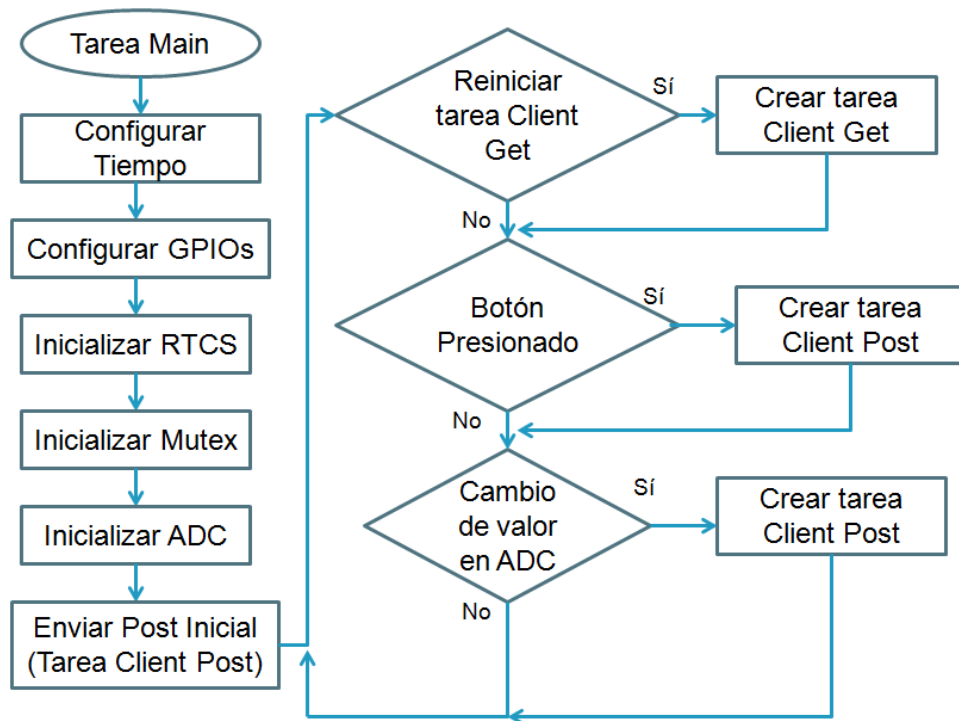 Tarea Main
Configurar
Tiempo
Configurar GPIOs
Inicializar RTCS
Inicializar Mutex
Inicializar ADC
Enviar Post Inicial
(Tarea Client Post)
Reiniciar
tarea Client
Get
Sí
Crear tarea
Client Get
No
Botón
Presionado
Sí
Crear tarea
Client Post
No
Cambio
de valor
en ADC
Sí
Crear tarea
Client Post
No